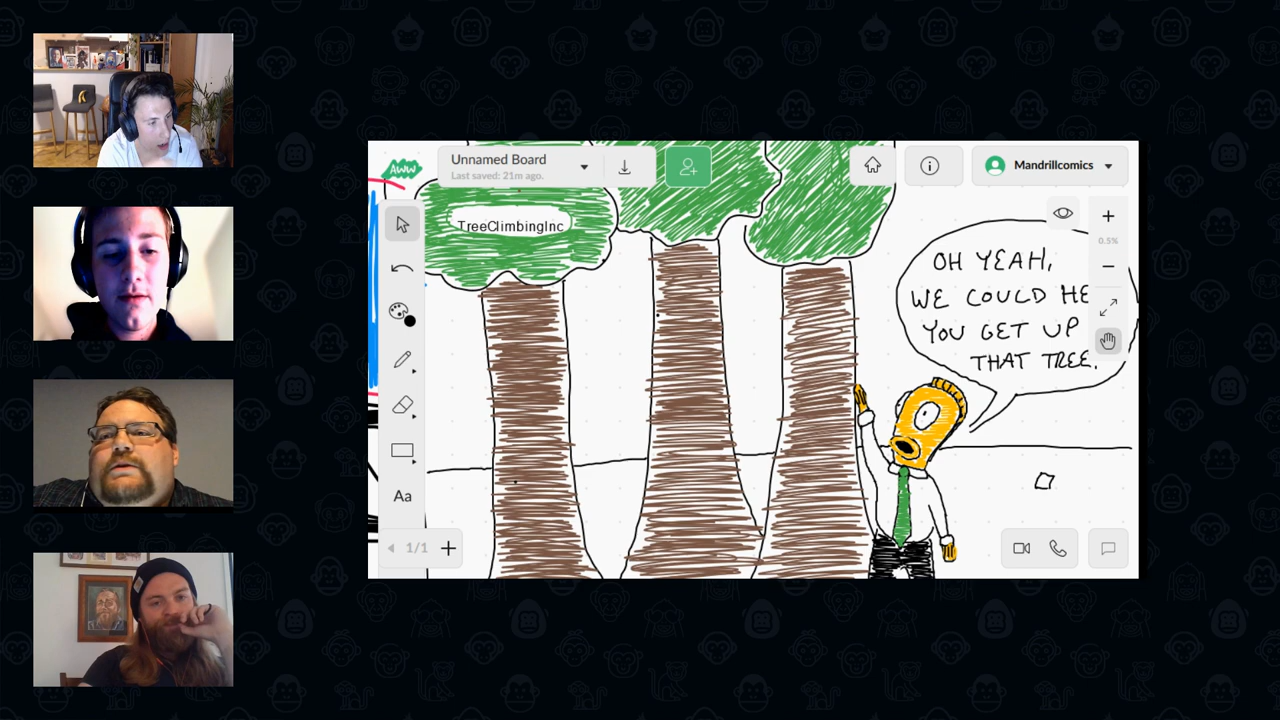 AWW
Unnamed Board
Last saved: 21m ago.
Mandrillcomics
TreeClimbingInc
0.5%
OH YEAH,
WE COULD HE
YOU GET UP
THAT TREE.
Aa
1/1